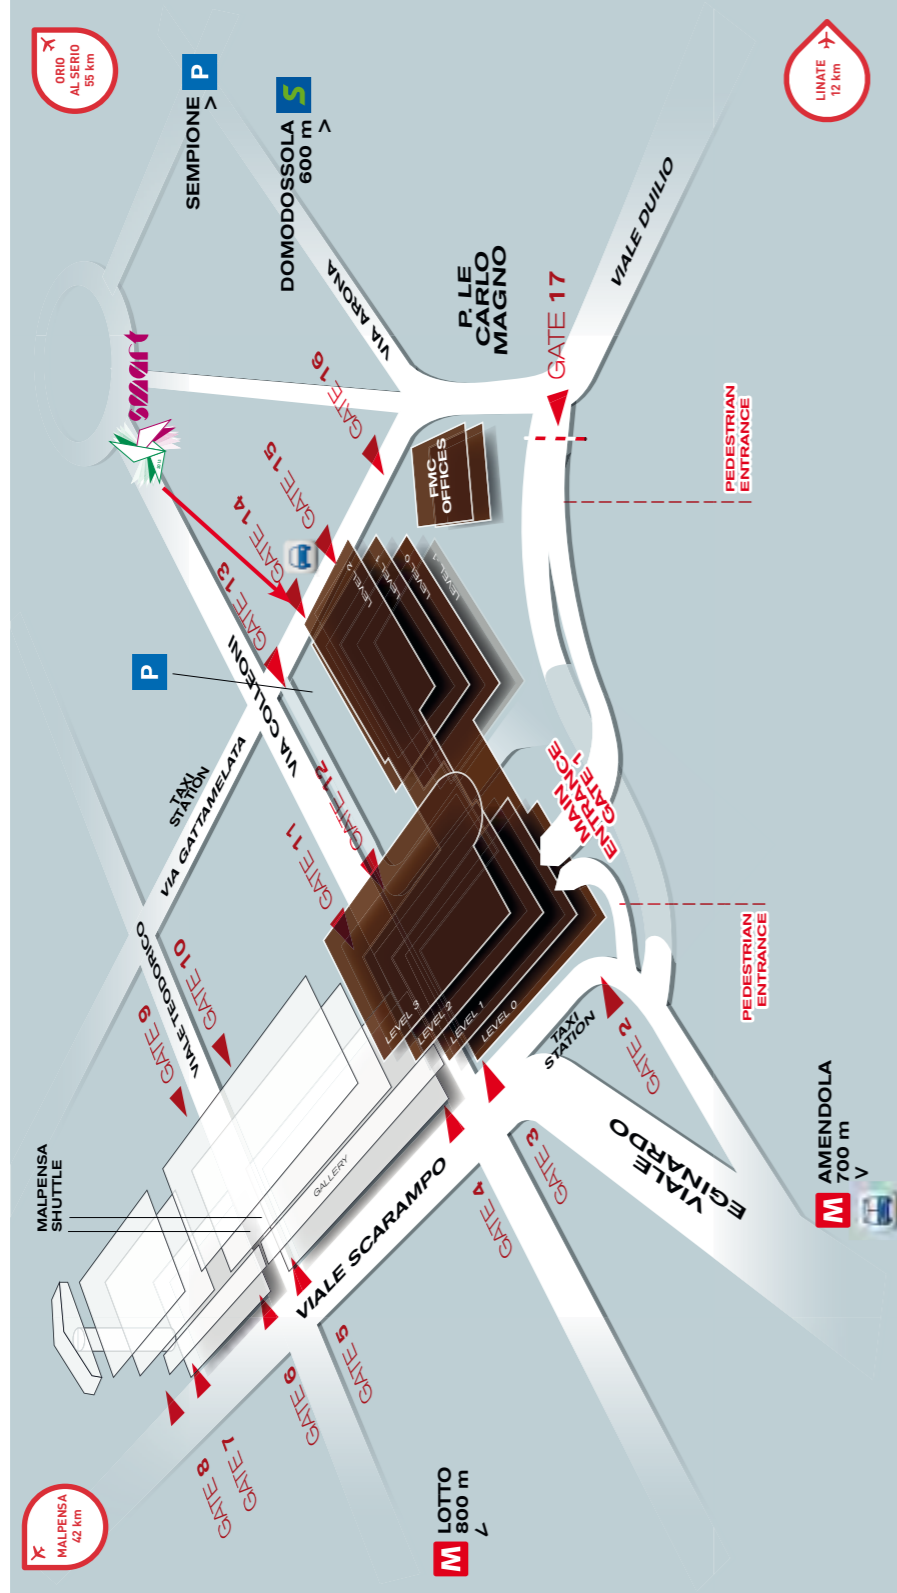 MALPENSA
42 km
ORIO
AL SERIO
55 km
LINATE
12 km
MALPENSA
SHUTTLE
GATE 8
GATE 7
GATE 6
GATE 5
W LOTTO
800 m
<
VIALE SCARAMPO
GALLERY
GATE 9
GATE 10
VIALE TEODORICO
VIA GATTAMELATA
TAXI
STATION
GATE 4
GATE 3
VIALE
EGINARDO
TAXI
STATION
GATE 2
W AMENDOLA
700 m
<
LEVEL 3
LEVEL 2
LEVEL 1
LEVEL 0
GATE 11
GATE 12
VIA COLLEONI
P
GATE 13
GATE 14
GATE 15
GATE 16
LEVEL 2
LEVEL 1
LEVEL 0
LEVEL -1
MAIN
ENTRANCE
GATE 1
PEDESTRIAN
ENTRANCE
PEDESTRIAN
ENTRANCE
FMC
OFFICES
smart
SEMPIONE P
>
DOMODOSSOLA S
600 m
>
VIA ARONA
P. LE
CARLO
MAGNO
GATE 17
VIALE DUILIO